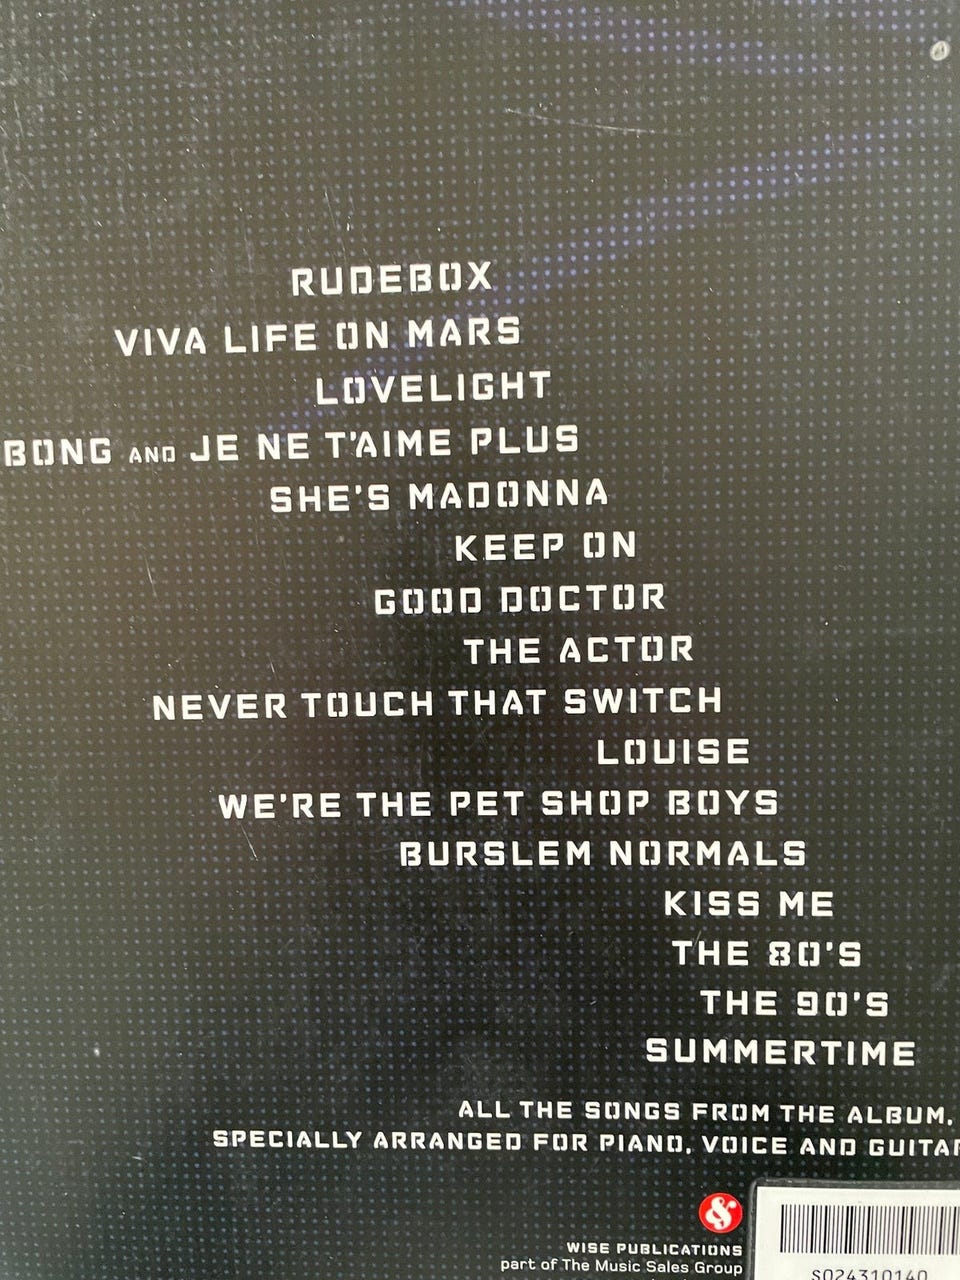 RUDEBOX
VIVA LIFE ON MARS
LOVELIGHT
BONG AND JE NE T'AIME PLUS
SHE'S MADONNA
KEEP ON
GOOD DOCTOR
THE ACTOR
NEVER TOUCH THAT SWITCH
LOUISE
WE'RE THE PET SHOP BOYS
BURSLEM NORMALS
KISS ME
THE 80'S
THE 90'S
SUMMERTIME
ALL THE SONGS FROM THE ALBUM,
SPECIALLY ARRANGED FOR PIANO, VOICE AND GUITAR
&
WISE PUBLICATIONS
part of The Music Sales Group
S024310140